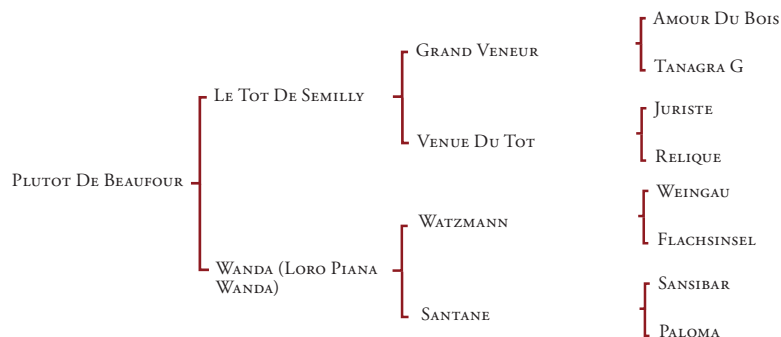 Amour Du Bois
Grand Veneur
Tanagra G
Le Tot De Semilly
Juriste
Venue Du Tot
Relique
Plutot De Beaufour
Weingau
Watzmann
Flachsinsel
Wanda (Loro Piana
Wanda)
Sansibar
Santane
Paloma